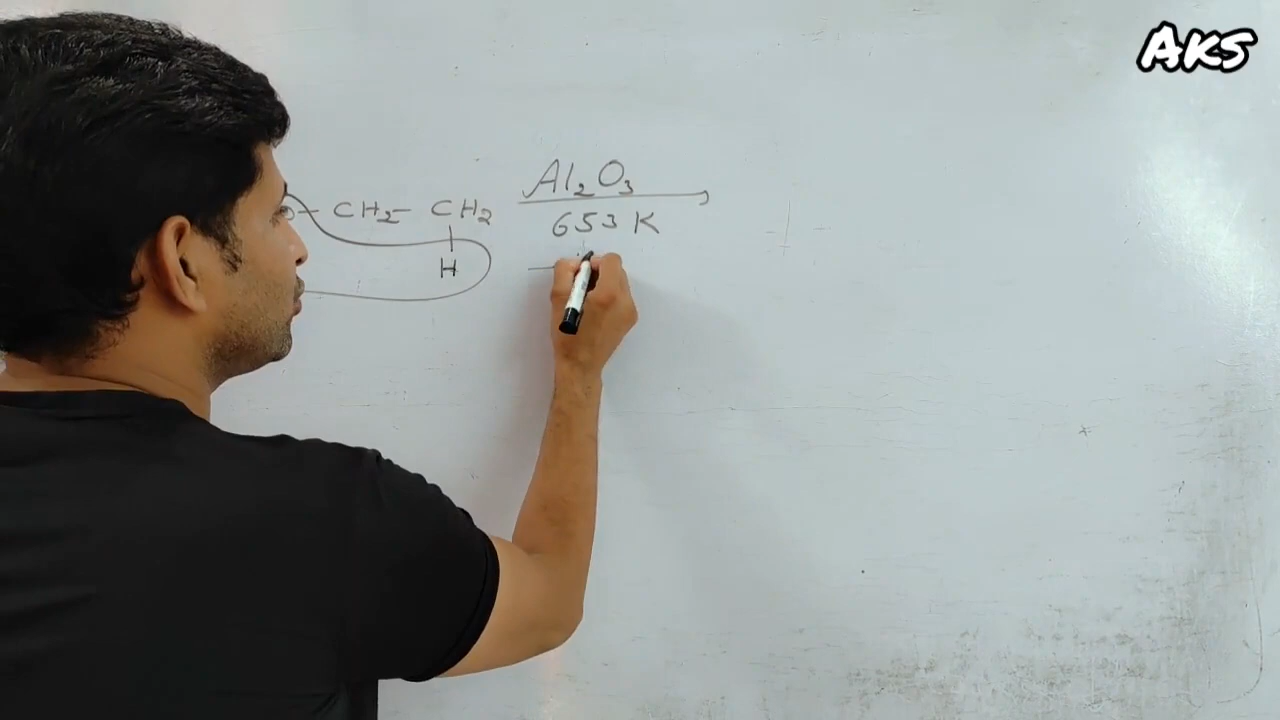 AKS
Al₂O₃
– CH₂ – CH₂
653 K
|
H